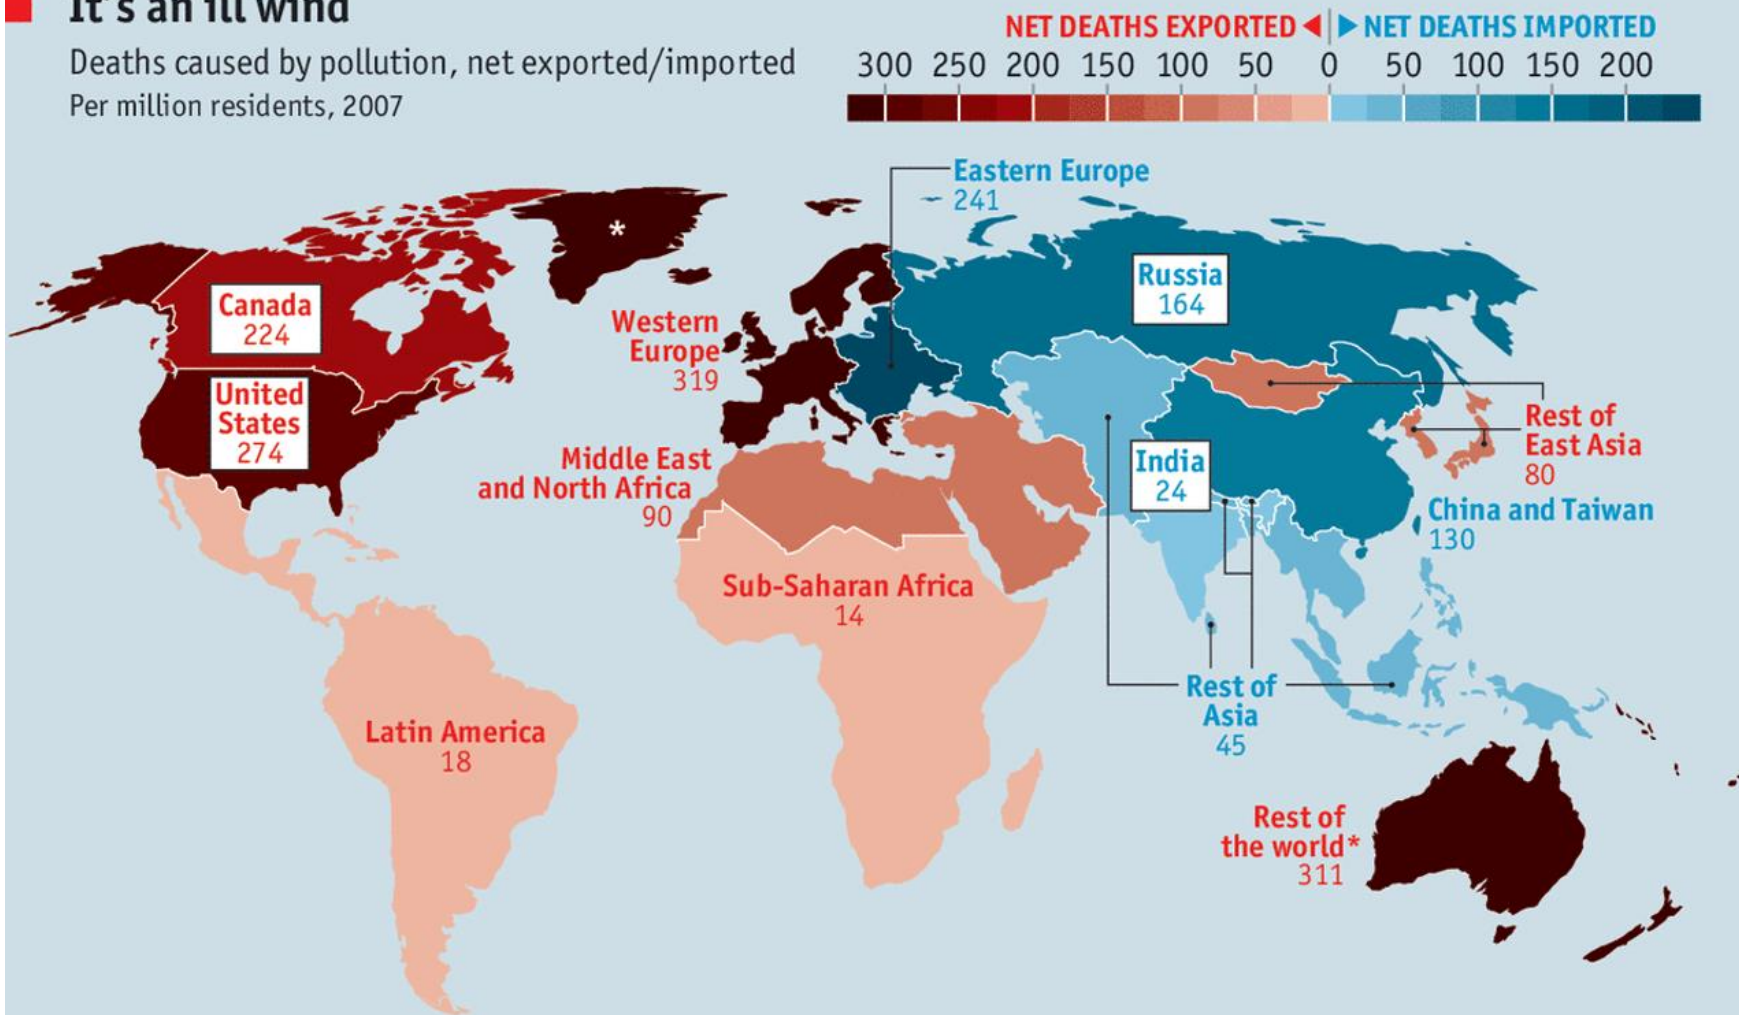 It's an ill wind
Deaths caused by pollution, net exported/imported
Per million residents, 2007
NET DEATHS EXPORTED ◀ ▶ NET DEATHS IMPORTED
300 250 200 150 100 50 0 50 100 150 200
Eastern Europe
241
*
Russia
164
Canada
224
Western
Europe
319
United
States
274
Rest of
East Asia
80
Middle East
and North Africa
90
India
24
China and Taiwan
130
Sub-Saharan Africa
14
Rest of
Asia
45
Latin America
18
Rest of
the world*
311